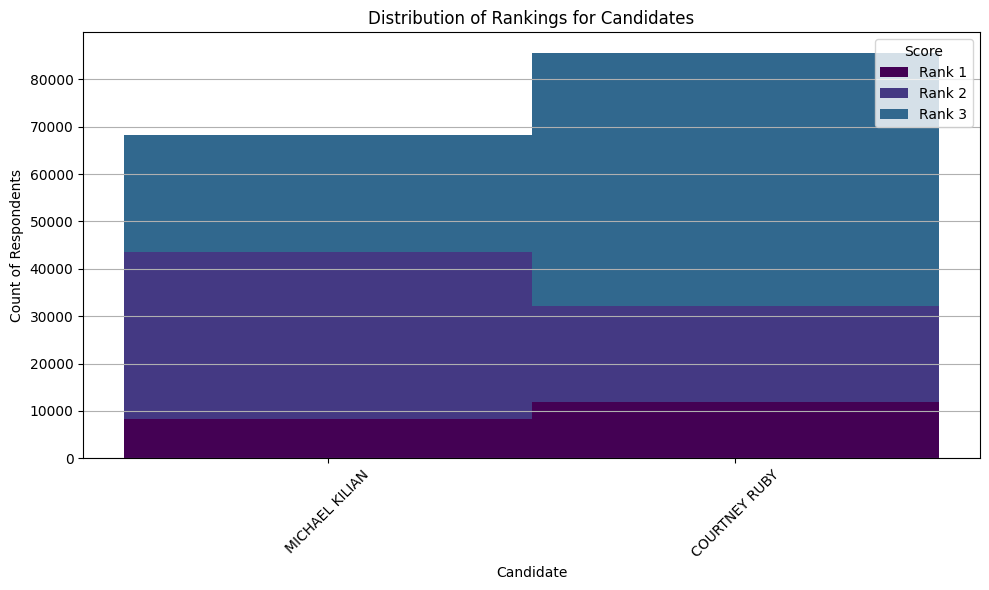 Distribution of Rankings for Candidates
Score
Rank 1
Rank 2
Rank 3
Count of Respondents
80000
70000
60000
50000
40000
30000
20000
10000
0
MICHAEL KILIAN
COURTNEY RUBY
Candidate